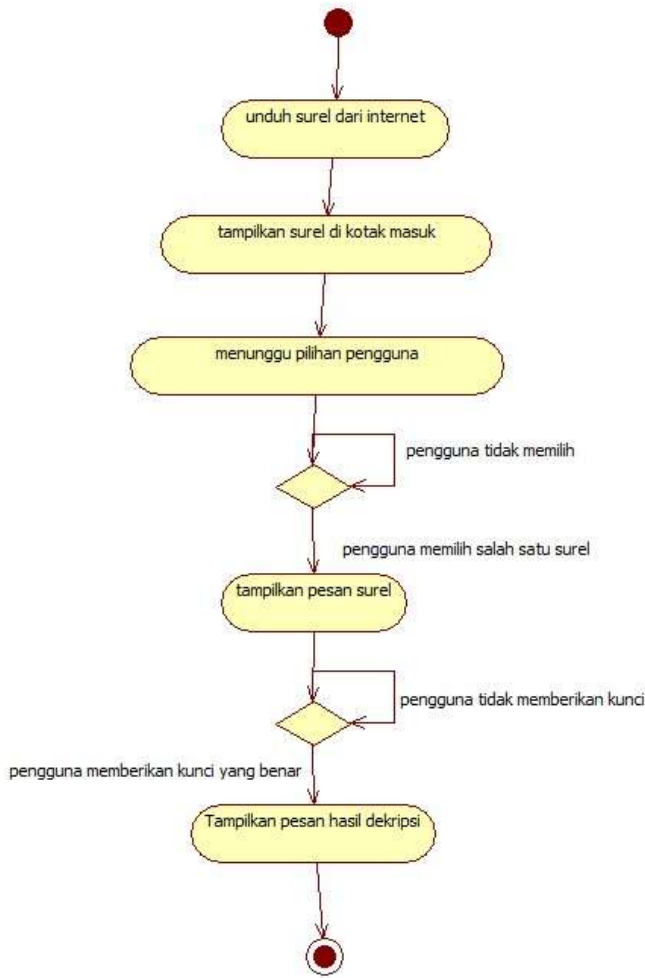 unduh surel dari internet
tampilkan surel di kotak masuk
menunggu pilihan pengguna
pengguna tidak memilih
pengguna memilih salah satu surel
tampilkan pesan surel
pengguna tidak memberikan kunci
pengguna memberikan kunci yang benar
Tampilkan pesan hasil dekripsi